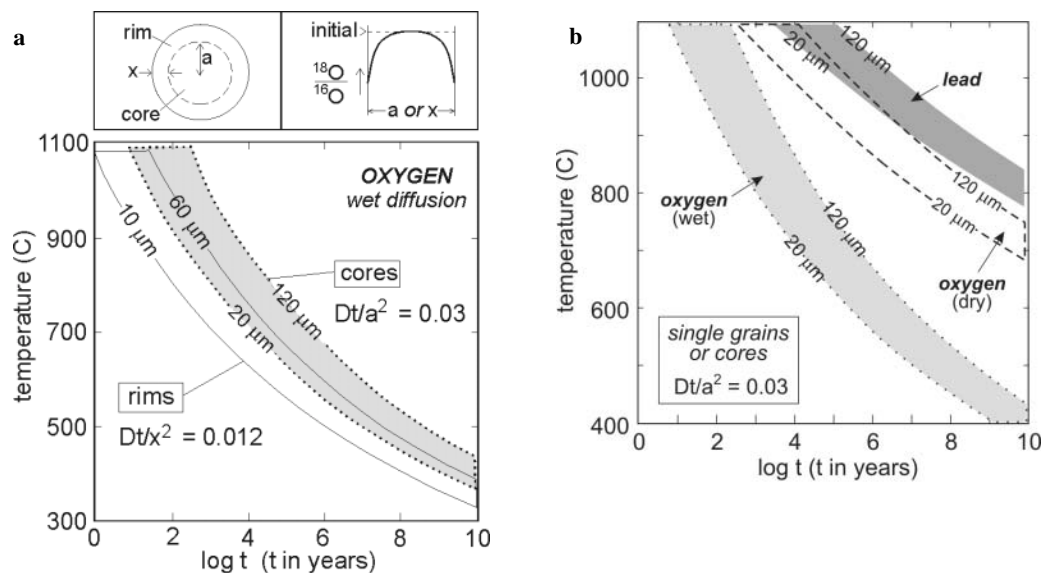 a
rim
x
a
core
initial
18O
16O
a or x
1100
900
700
500
300
temperature (C)
OXYGEN
wet diffusion
10 µm
60 µm
20 µm
120 µm
cores
Dt/a² = 0.03
rims
Dt/x² = 0.012
0
2
4
6
8
10
log t (t in years)
b
1000
800
600
400
temperature (C)
20 µm
120 µm
lead
120 µm
20 µm
oxygen
(wet)
120 µm
20 µm
oxygen
(dry)
single grains
or cores
Dt/a² = 0.03
0
2
4
6
8
10
log t (t in years)